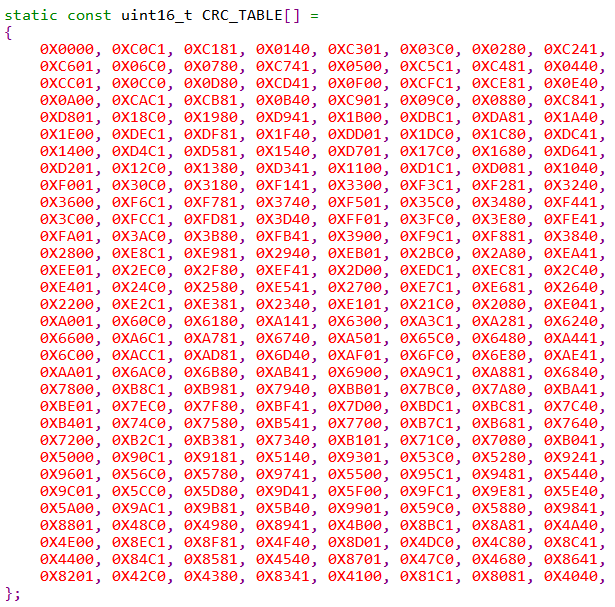 static const uint16_t CRC_TABLE[] =
{
0X0000, 0XC0C1, 0XC181, 0X0140, 0XC301, 0X03C0, 0X0280, 0XC241,
0XC601, 0X06C0, 0X0780, 0XC741, 0X0500, 0XC5C1, 0XC481, 0X0440,
0XCC01, 0X0CC0, 0X0D80, 0XCD41, 0X0F00, 0XCFC1, 0XCE81, 0X0E40,
0X0A00, 0XCAC1, 0XCB81, 0X0B40, 0XC901, 0X09C0, 0X0880, 0XC841,
0XD801, 0X18C0, 0X1980, 0XD941, 0X1B00, 0XDBC1, 0XDA81, 0X1A40,
0X1E00, 0XDEC1, 0XDF81, 0X1F40, 0XDD01, 0X1DC0, 0X1C80, 0XDC41,
0X1400, 0XD4C1, 0XD581, 0X1540, 0XD701, 0X17C0, 0X1680, 0XD641,
0XD201, 0X12C0, 0X1380, 0XD341, 0X1100, 0XD1C1, 0XD081, 0X1040,
0XF001, 0X30C0, 0X3180, 0XF141, 0X3300, 0XF3C1, 0XF281, 0X3240,
0X3600, 0XF6C1, 0XF781, 0X3740, 0XF501, 0X35C0, 0X3480, 0XF441,
0X3C00, 0XFCC1, 0XFD81, 0X3D40, 0XFF01, 0X3FC0, 0X3E80, 0XFE41,
0XFA01, 0X3AC0, 0X3B80, 0XFB41, 0X3900, 0XF9C1, 0XF881, 0X3840,
0X2800, 0XE8C1, 0XE981, 0X2940, 0XEB01, 0X2BC0, 0X2A80, 0XEA41,
0XEE01, 0X2EC0, 0X2F80, 0XEF41, 0X2D00, 0XEDC1, 0XEC81, 0X2C40,
0XE401, 0X24C0, 0X2580, 0XE541, 0X2700, 0XE7C1, 0XE681, 0X2640,
0X2200, 0XE2C1, 0XE381, 0X2340, 0XE101, 0X21C0, 0X2080, 0XE041,
0XA001, 0X60C0, 0X6180, 0XA141, 0X6300, 0XA3C1, 0XA281, 0X6240,
0X6600, 0XA6C1, 0XA781, 0X6740, 0XA501, 0X65C0, 0X6480, 0XA441,
0X6C00, 0XACC1, 0XAD81, 0X6D40, 0XAF01, 0X6FC0, 0X6E80, 0XAE41,
0XAA01, 0X6AC0, 0X6B80, 0XAB41, 0X6900, 0XA9C1, 0XA881, 0X6840,
0X7800, 0XB8C1, 0XB981, 0X7940, 0XBB01, 0X7BC0, 0X7A80, 0XBA41,
0XBE01, 0X7EC0, 0X7F80, 0XBF41, 0X7D00, 0XBDC1, 0XBC81, 0X7C40,
0XB401, 0X74C0, 0X7580, 0XB541, 0X7700, 0XB7C1, 0XB681, 0X7640,
0X7200, 0XB2C1, 0XB381, 0X7340, 0XB101, 0X71C0, 0X7080, 0XB041,
0X5000, 0X90C1, 0X9181, 0X5140, 0X9301, 0X53C0, 0X5280, 0X9241,
0X9601, 0X56C0, 0X5780, 0X9741, 0X5500, 0X95C1, 0X9481, 0X5440,
0X9C01, 0X5CC0, 0X5D80, 0X9D41, 0X5F00, 0X9FC1, 0X9E81, 0X5E40,
0X5A00, 0X9AC1, 0X9B81, 0X5B40, 0X9901, 0X59C0, 0X5880, 0X9841,
0X8801, 0X48C0, 0X4980, 0X8941, 0X4B00, 0X8BC1, 0X8A81, 0X4A40,
0X4E00, 0X8EC1, 0X8F81, 0X4F40, 0X8D01, 0X4DC0, 0X4C80, 0X8C41,
0X4400, 0X84C1, 0X8581, 0X4540, 0X8701, 0X47C0, 0X4680, 0X8641,
0X8201, 0X42C0, 0X4380, 0X8341, 0X4100, 0X81C1, 0X8081, 0X4040,
};